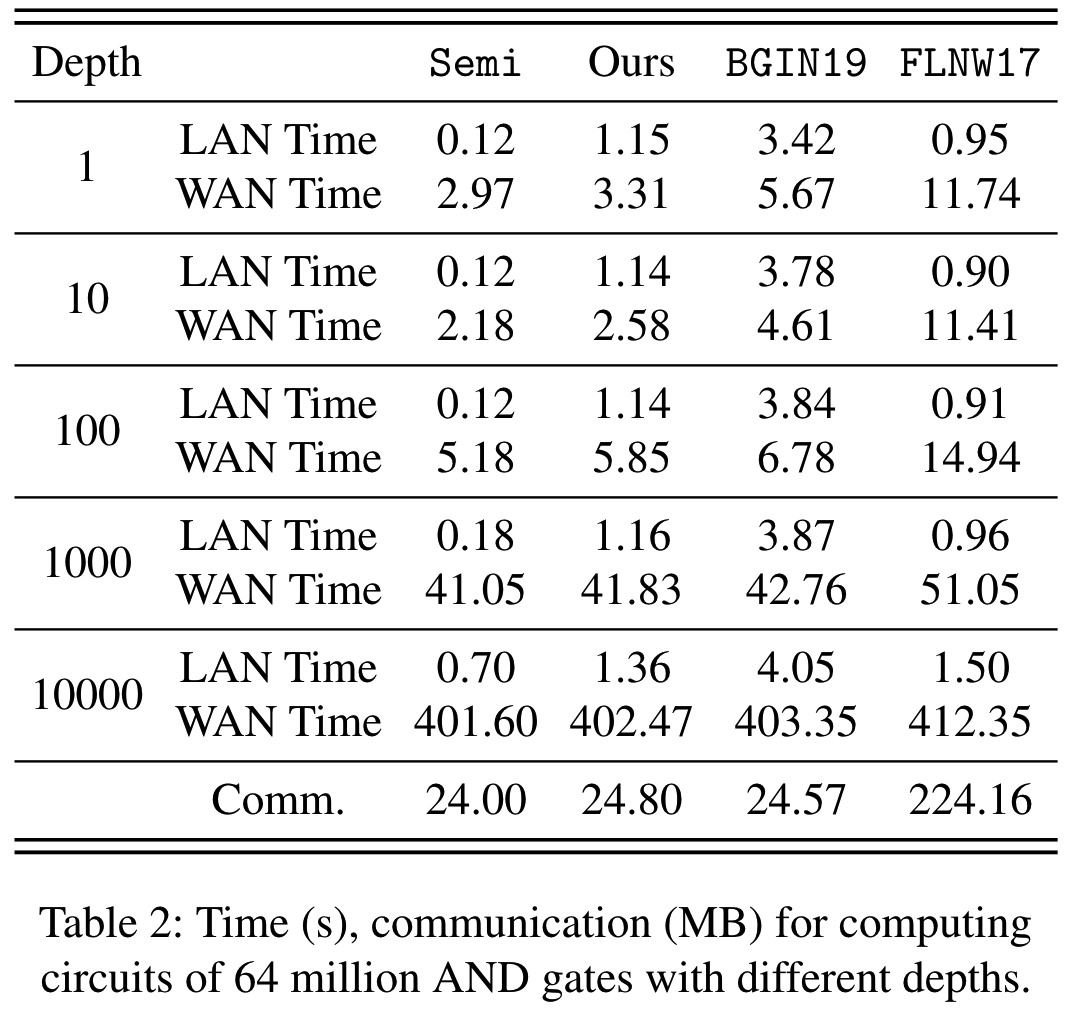 Depth Semi Ours BGIN19 FLNW17
1 LAN Time 0.12 1.15 3.42 0.95
WAN Time 2.97 3.31 5.67 11.74
10 LAN Time 0.12 1.14 3.78 0.90
WAN Time 2.18 2.58 4.61 11.41
100 LAN Time 0.12 1.14 3.84 0.91
WAN Time 5.18 5.85 6.78 14.94
1000 LAN Time 0.18 1.16 3.87 0.96
WAN Time 41.05 41.83 42.76 51.05
10000 LAN Time 0.70 1.36 4.05 1.50
WAN Time 401.60 402.47 403.35 412.35
Comm. 24.00 24.80 24.57 224.16
Table 2: Time (s), communication (MB) for computing
circuits of 64 million AND gates with different depths.